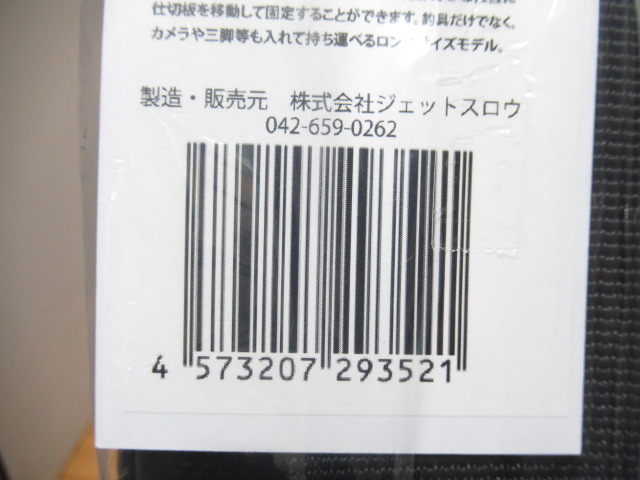 仕切板を移動して固定することができます。釣具だけでなく、
カメラや三脚等も入れて持ち運べるロングサイズモデル。
製造・販売元　株式会社ジェットスロウ
042-659-0262
4 573207 293521